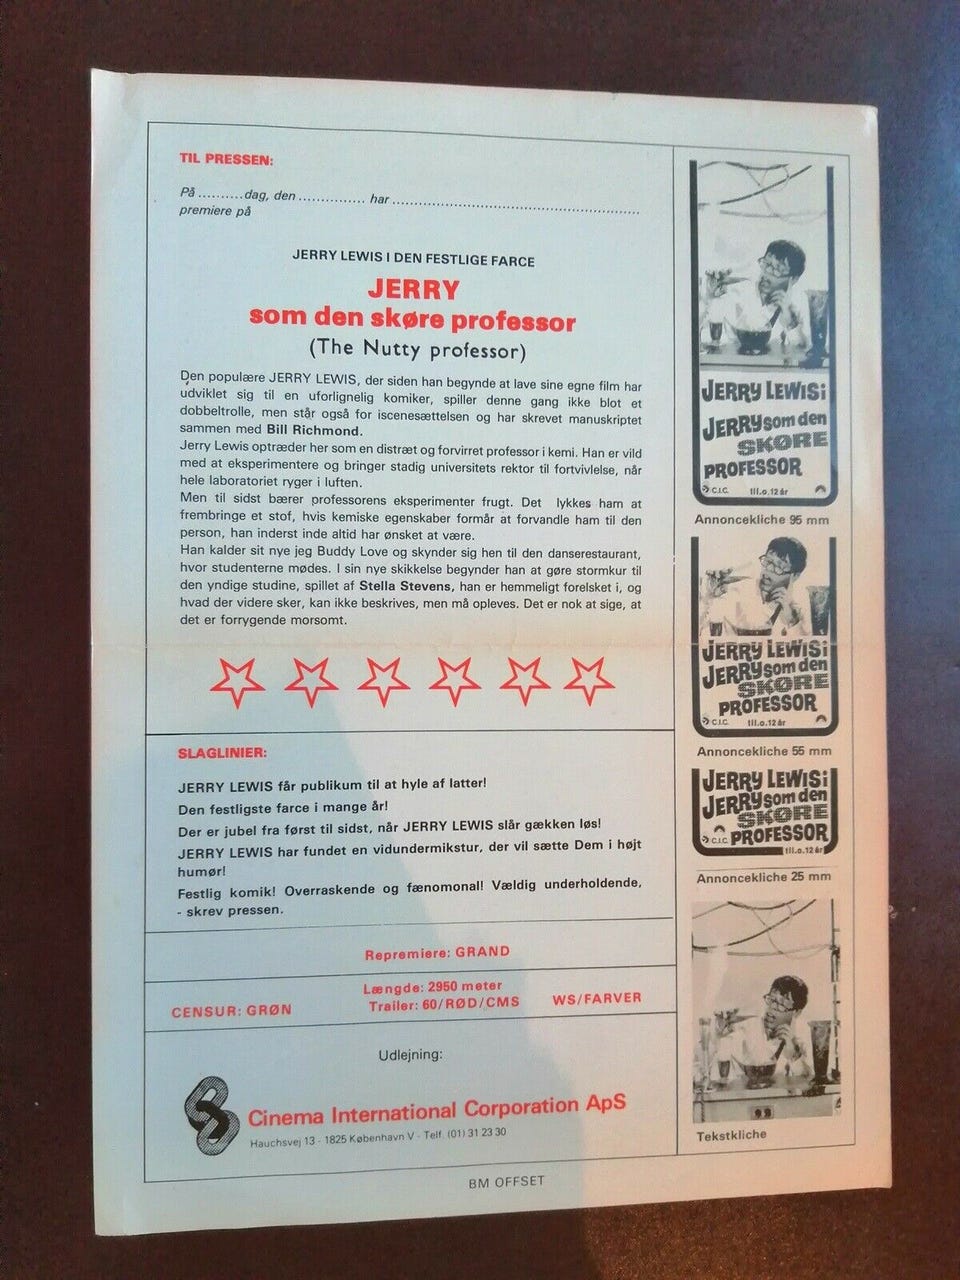 TIL PRESSEN:
På ..........dag, den ............... har ......................................................
premiere på
JERRY LEWIS I DEN FESTLIGE FARCE
JERRY
som den skøre professor
(The Nutty professor)
Den populære JERRY LEWIS, der siden han begynde at lave sine egne film har
udviklet sig til en uforlignelig komiker, spiller denne gang ikke blot et
dobbeltrolle, men står også for iscenesættelsen og har skrevet manuskriptet
sammen med Bill Richmond.
Jerry Lewis optræder her som en distræt og forvirret professor i kemi. Han er vild
med at eksperimentere og bringer stadig universitets rektor til fortvivlelse, når
hele laboratoriet ryger i luften.
Men til sidst bærer professorens eksperimenter frugt. Det lykkes ham at
frembringe et stof, hvis kemiske egenskaber formår at forvandle ham til den
person, han inderst inde altid har ønsket at være.
Han kalder sit nye jeg Buddy Love og skynder sig hen til den danserestaurant,
hvor studenterne mødes. I sin nye skikkelse begynder han at gøre stormkur til
den yndige studine, spillet af Stella Stevens, han er hemmeligt forelsket i, og
hvad der videre sker, kan ikke beskrives, men må opleves. Det er nok at sige, at
det er forrygende morsomt.
SLAGLINIER:
JERRY LEWIS får publikum til at hyle af latter!
Den festligste farce i mange år!
Der er jubel fra først til sidst, når JERRY LEWIS slår gækken løs!
JERRY LEWIS har fundet en vidundermikstur, der vil sætte Dem i højt
humør!
Festlig komik! Overraskende og fænomonal! Vældig underholdende,
- skrev pressen.
Repremiere: GRAND
CENSUR: GRØN
Længde: 2950 meter
Trailer: 60/RØD/CMS
WS/FARVER
Udlejning:
Cinema International Corporation ApS
Hauchsvej 13 - 1825 København V - Telf. (01) 31 23 30
BM OFFSET
JERRY LEWIS i
JERRY som den
SKØRE
PROFESSOR
C.I.C. till.o.12 år
Annoncekliche 95 mm
JERRY LEWIS i
JERRY som den
SKØRE
PROFESSOR
C.I.C. till.o.12 år
Annoncekliche 55 mm
JERRY LEWIS i
JERRY som den
SKØRE
C.I.C. PROFESSOR
till.o.12 år
Annoncekliche 25 mm
Tekstkliche